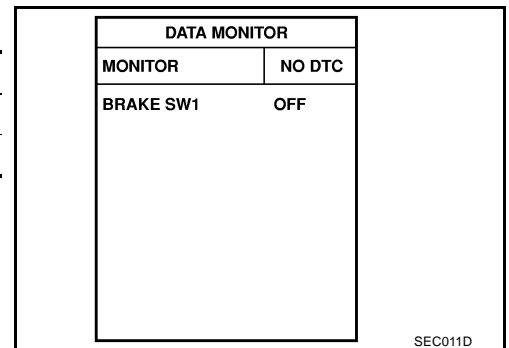 DATA MONITOR
MONITOR NO DTC
BRAKE SW1 OFF
SEC011D